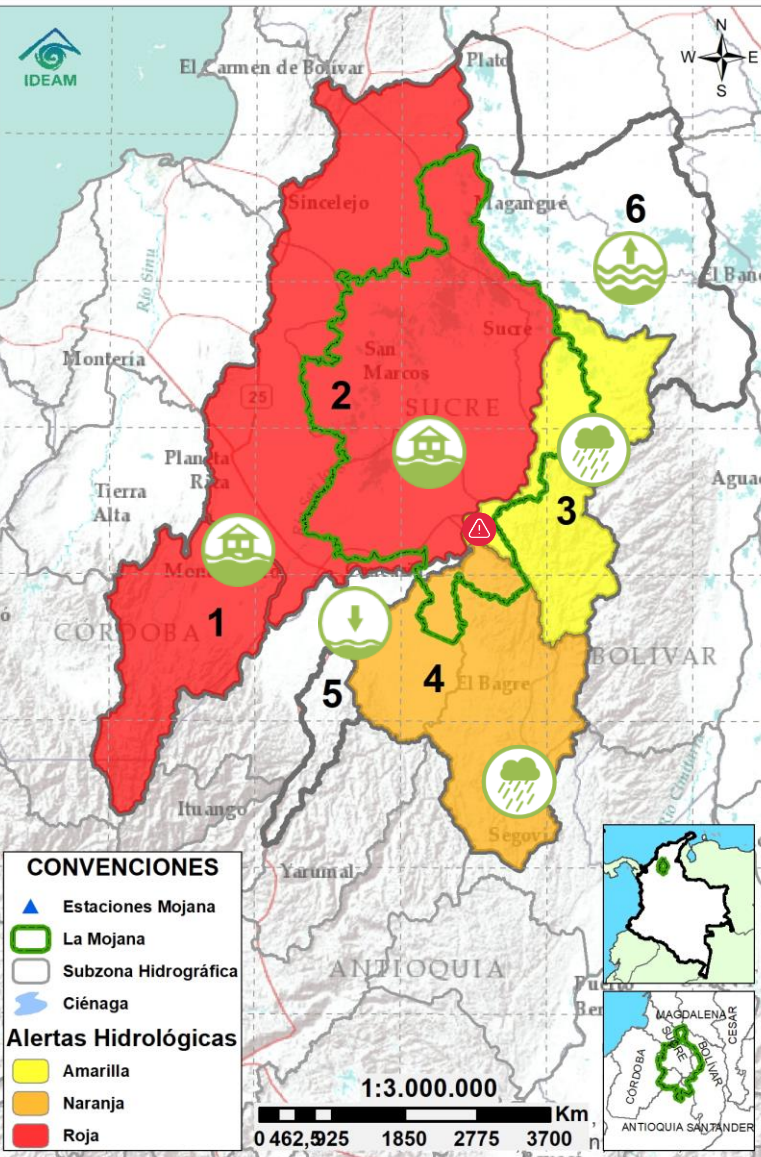 IDEAM
N
W E
S
El Carmen de Bolívar
Plato
Sincelejo
Magangué
6
El Banc
Río Sinú
Montería
San
Marcos
Sucre
2
25
SUCRE
Planeta
Rica
Tierra
Alta
Aguac
3
1
CÓRDOBA
BOLÍVAR
4
El Bagre
5
Ituango
Segovi
Yarumal
ANTIOQUIA
CONVENCIONES
Estaciones Mojana
La Mojana
Subzona Hidrográfica
Ciénaga
Alertas Hidrológicas
Amarilla
Naranja
Roja
1:3.000.000
Km
0 462,5 925 1850 2775 3700
MAGDALENA
CESAR
SUCRE
BOLÍVAR
CÓRDOBA
ANTIOQUIA SANTANDER